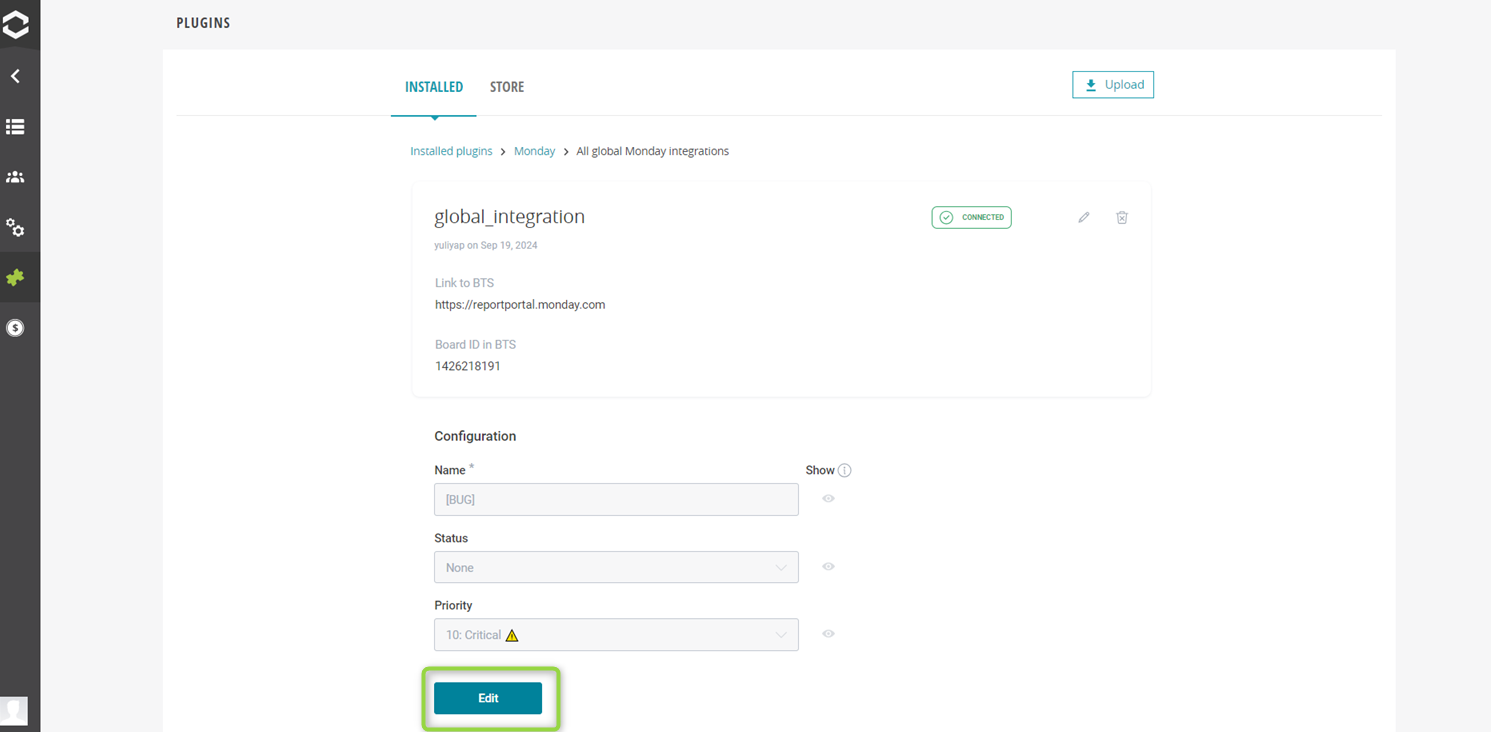 PLUGINS
INSTALLED STORE
Upload
Installed plugins > Monday > All global Monday integrations
global_integration
CONNECTED
yuliyap on Sep 19, 2024
Link to BTS
https://reportportal.monday.com
Board ID in BTS
1426218191
Configuration
Name * Show
[BUG]
Status
None
Priority
10: Critical ⚠️
Edit